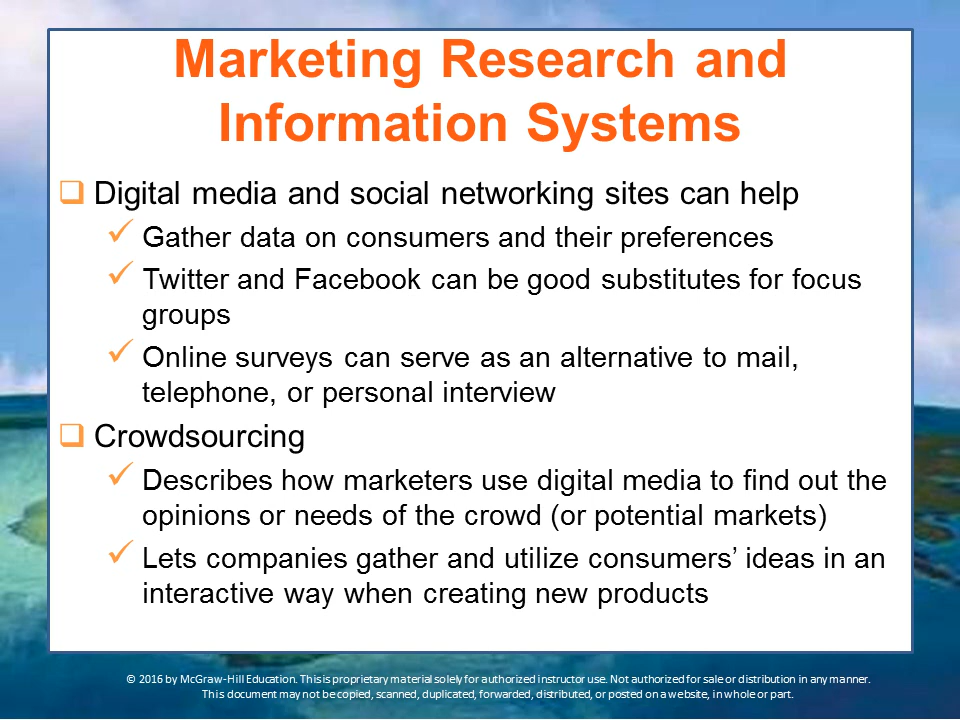 Marketing Research and
Information Systems
Digital media and social networking sites can help
Gather data on consumers and their preferences
Twitter and Facebook can be good substitutes for focus
groups
Online surveys can serve as an alternative to mail,
telephone, or personal interview
Crowdsourcing
Describes how marketers use digital media to find out the
opinions or needs of the crowd (or potential markets)
Lets companies gather and utilize consumers’ ideas in an
interactive way when creating new products
© 2016 by McGraw-Hill Education. This is proprietary material solely for authorized instructor use. Not authorized for sale or distribution in any manner.
This document may not be copied, scanned, duplicated, forwarded, distributed, or posted on a website, in whole or part.